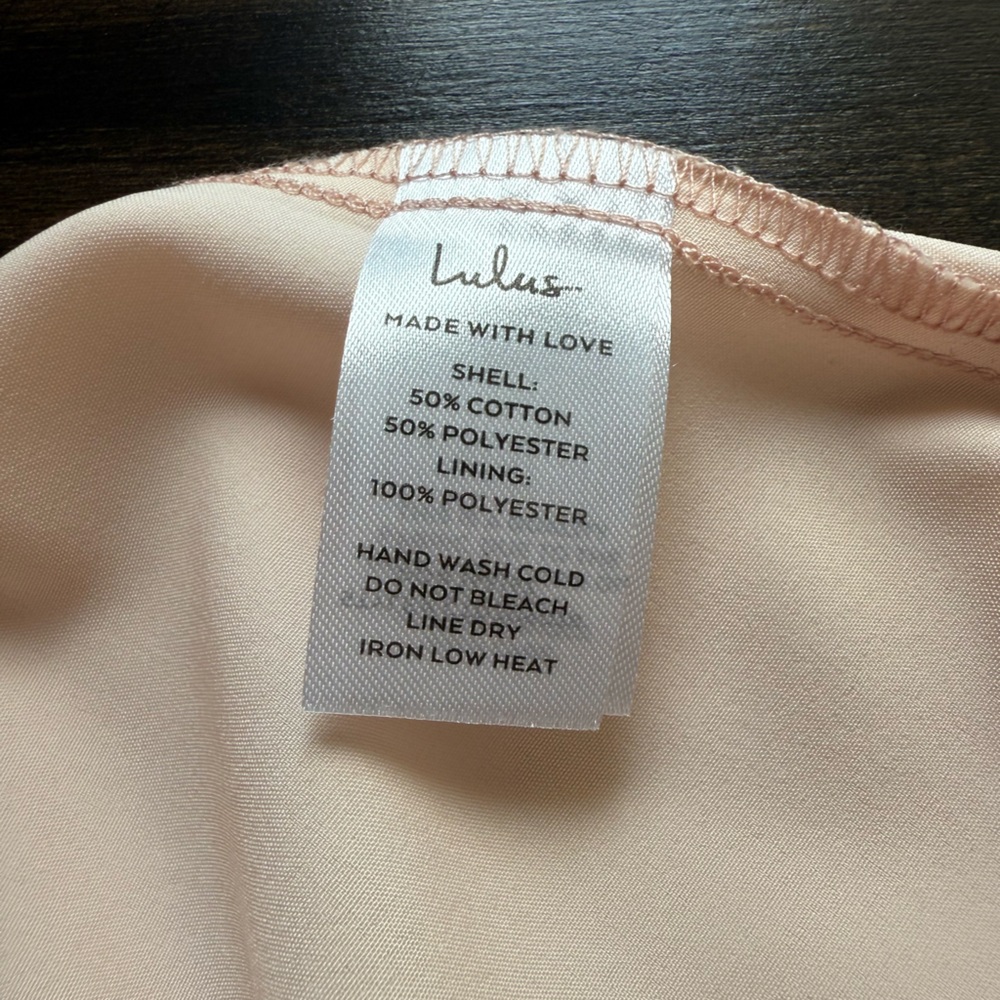 Lulus
MADE WITH LOVE
SHELL:
50% COTTON
50% POLYESTER
LINING:
100% POLYESTER
HAND WASH COLD
DO NOT BLEACH
LINE DRY
IRON LOW HEAT